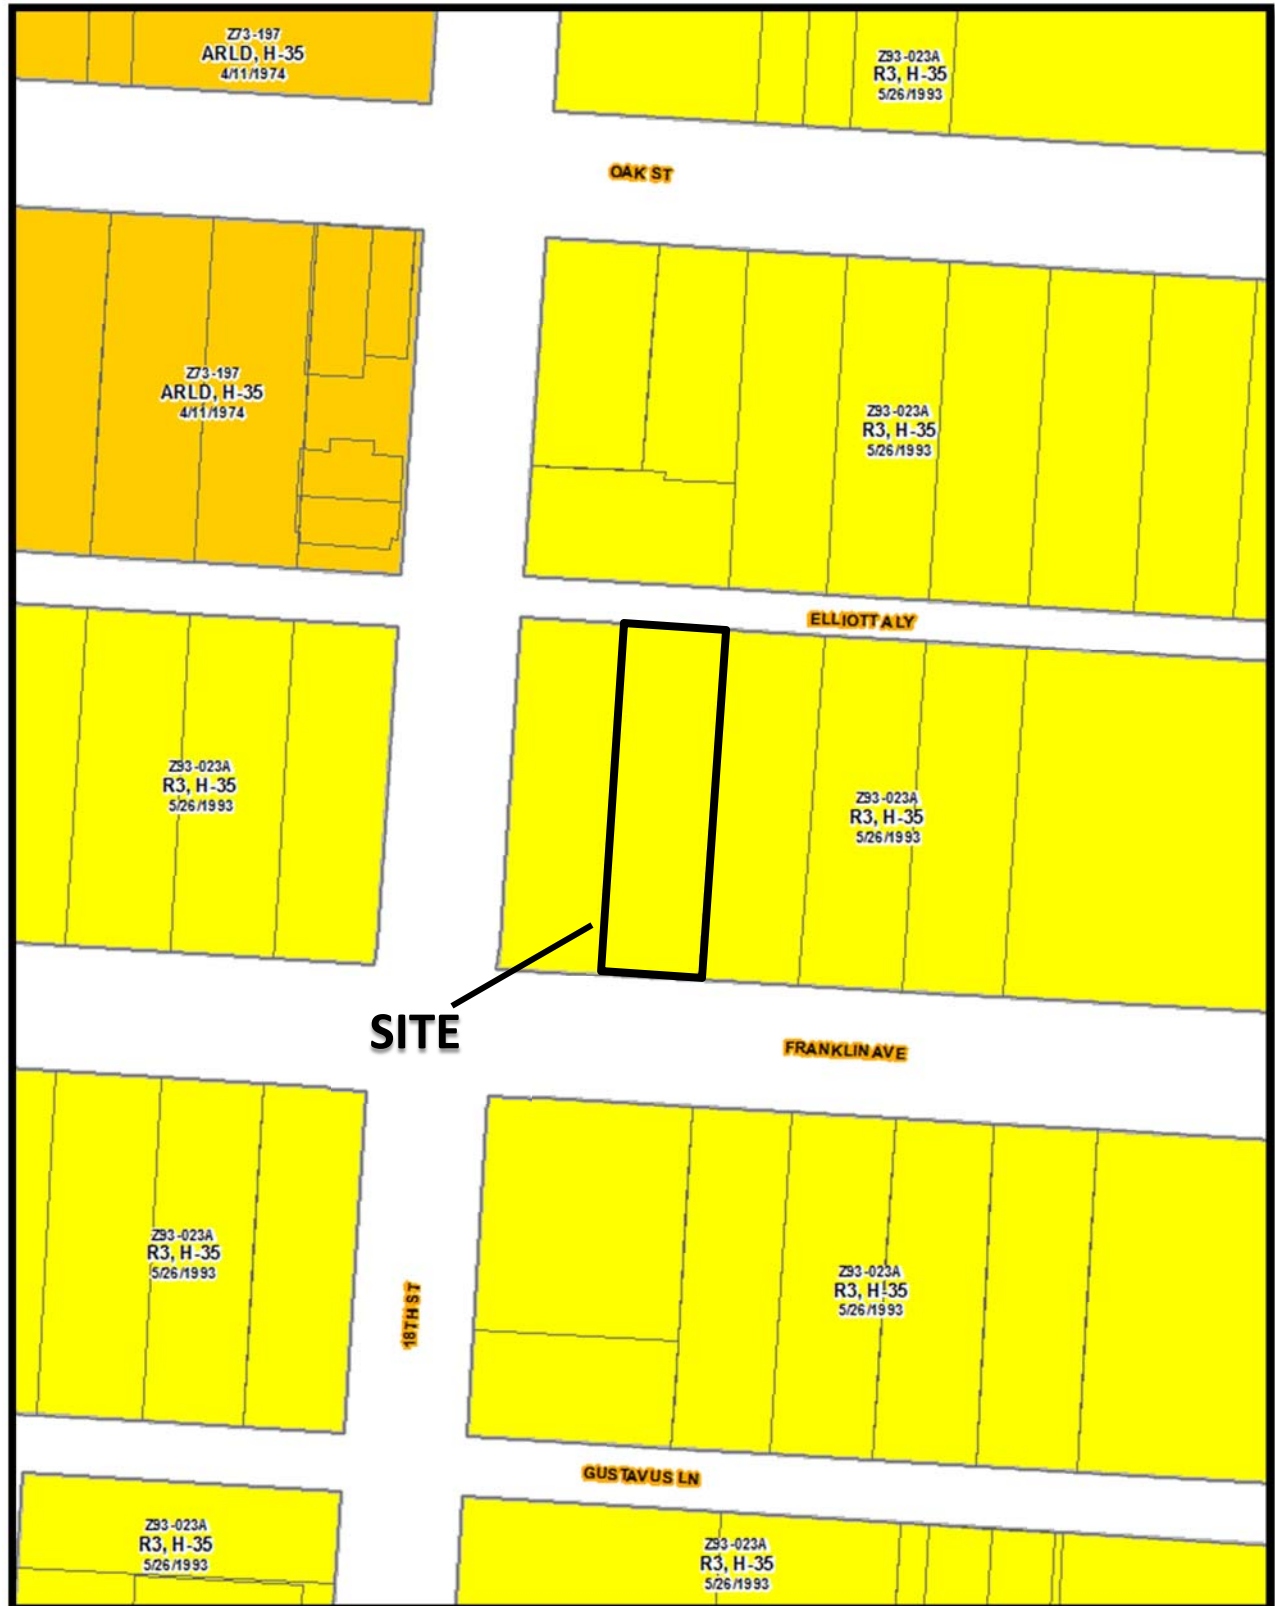 Z73-197
ARLD, H-35
4/11/1974
Z93-023A
R3, H-35
5/26/1993
OAK ST
Z73-197
ARLD, H-35
4/11/1974
Z93-023A
R3, H-35
5/26/1993
ELLIOTT ALY
Z93-023A
R3, H-35
5/26/1993
Z93-023A
R3, H-35
5/26/1993
SITE
FRANKLIN AVE
Z93-023A
R3, H-35
5/26/1993
Z93-023A
R3, H-35
5/26/1993
18TH ST
GUSTAVUS LN
Z93-023A
R3, H-35
5/26/1993
Z93-023A
R3, H-35
5/26/1993